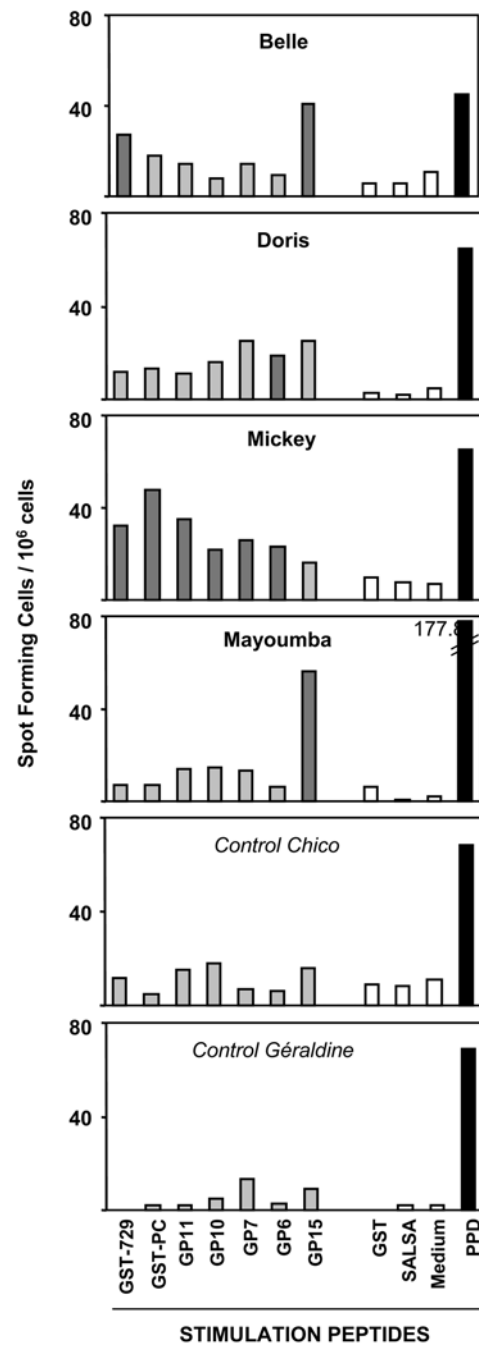 80
Belle
40
80
Doris
40
80
Mickey
40
80
Mayoumba
177.8
40
80
Control Chico
40
80
Control Géraldine
40
Spot Forming Cells / 10⁶ cells
GST-729
GST-PC
GP11
GP10
GP7
GP6
GP15
GST
SALSA
Medium
PPD
STIMULATION PEPTIDES